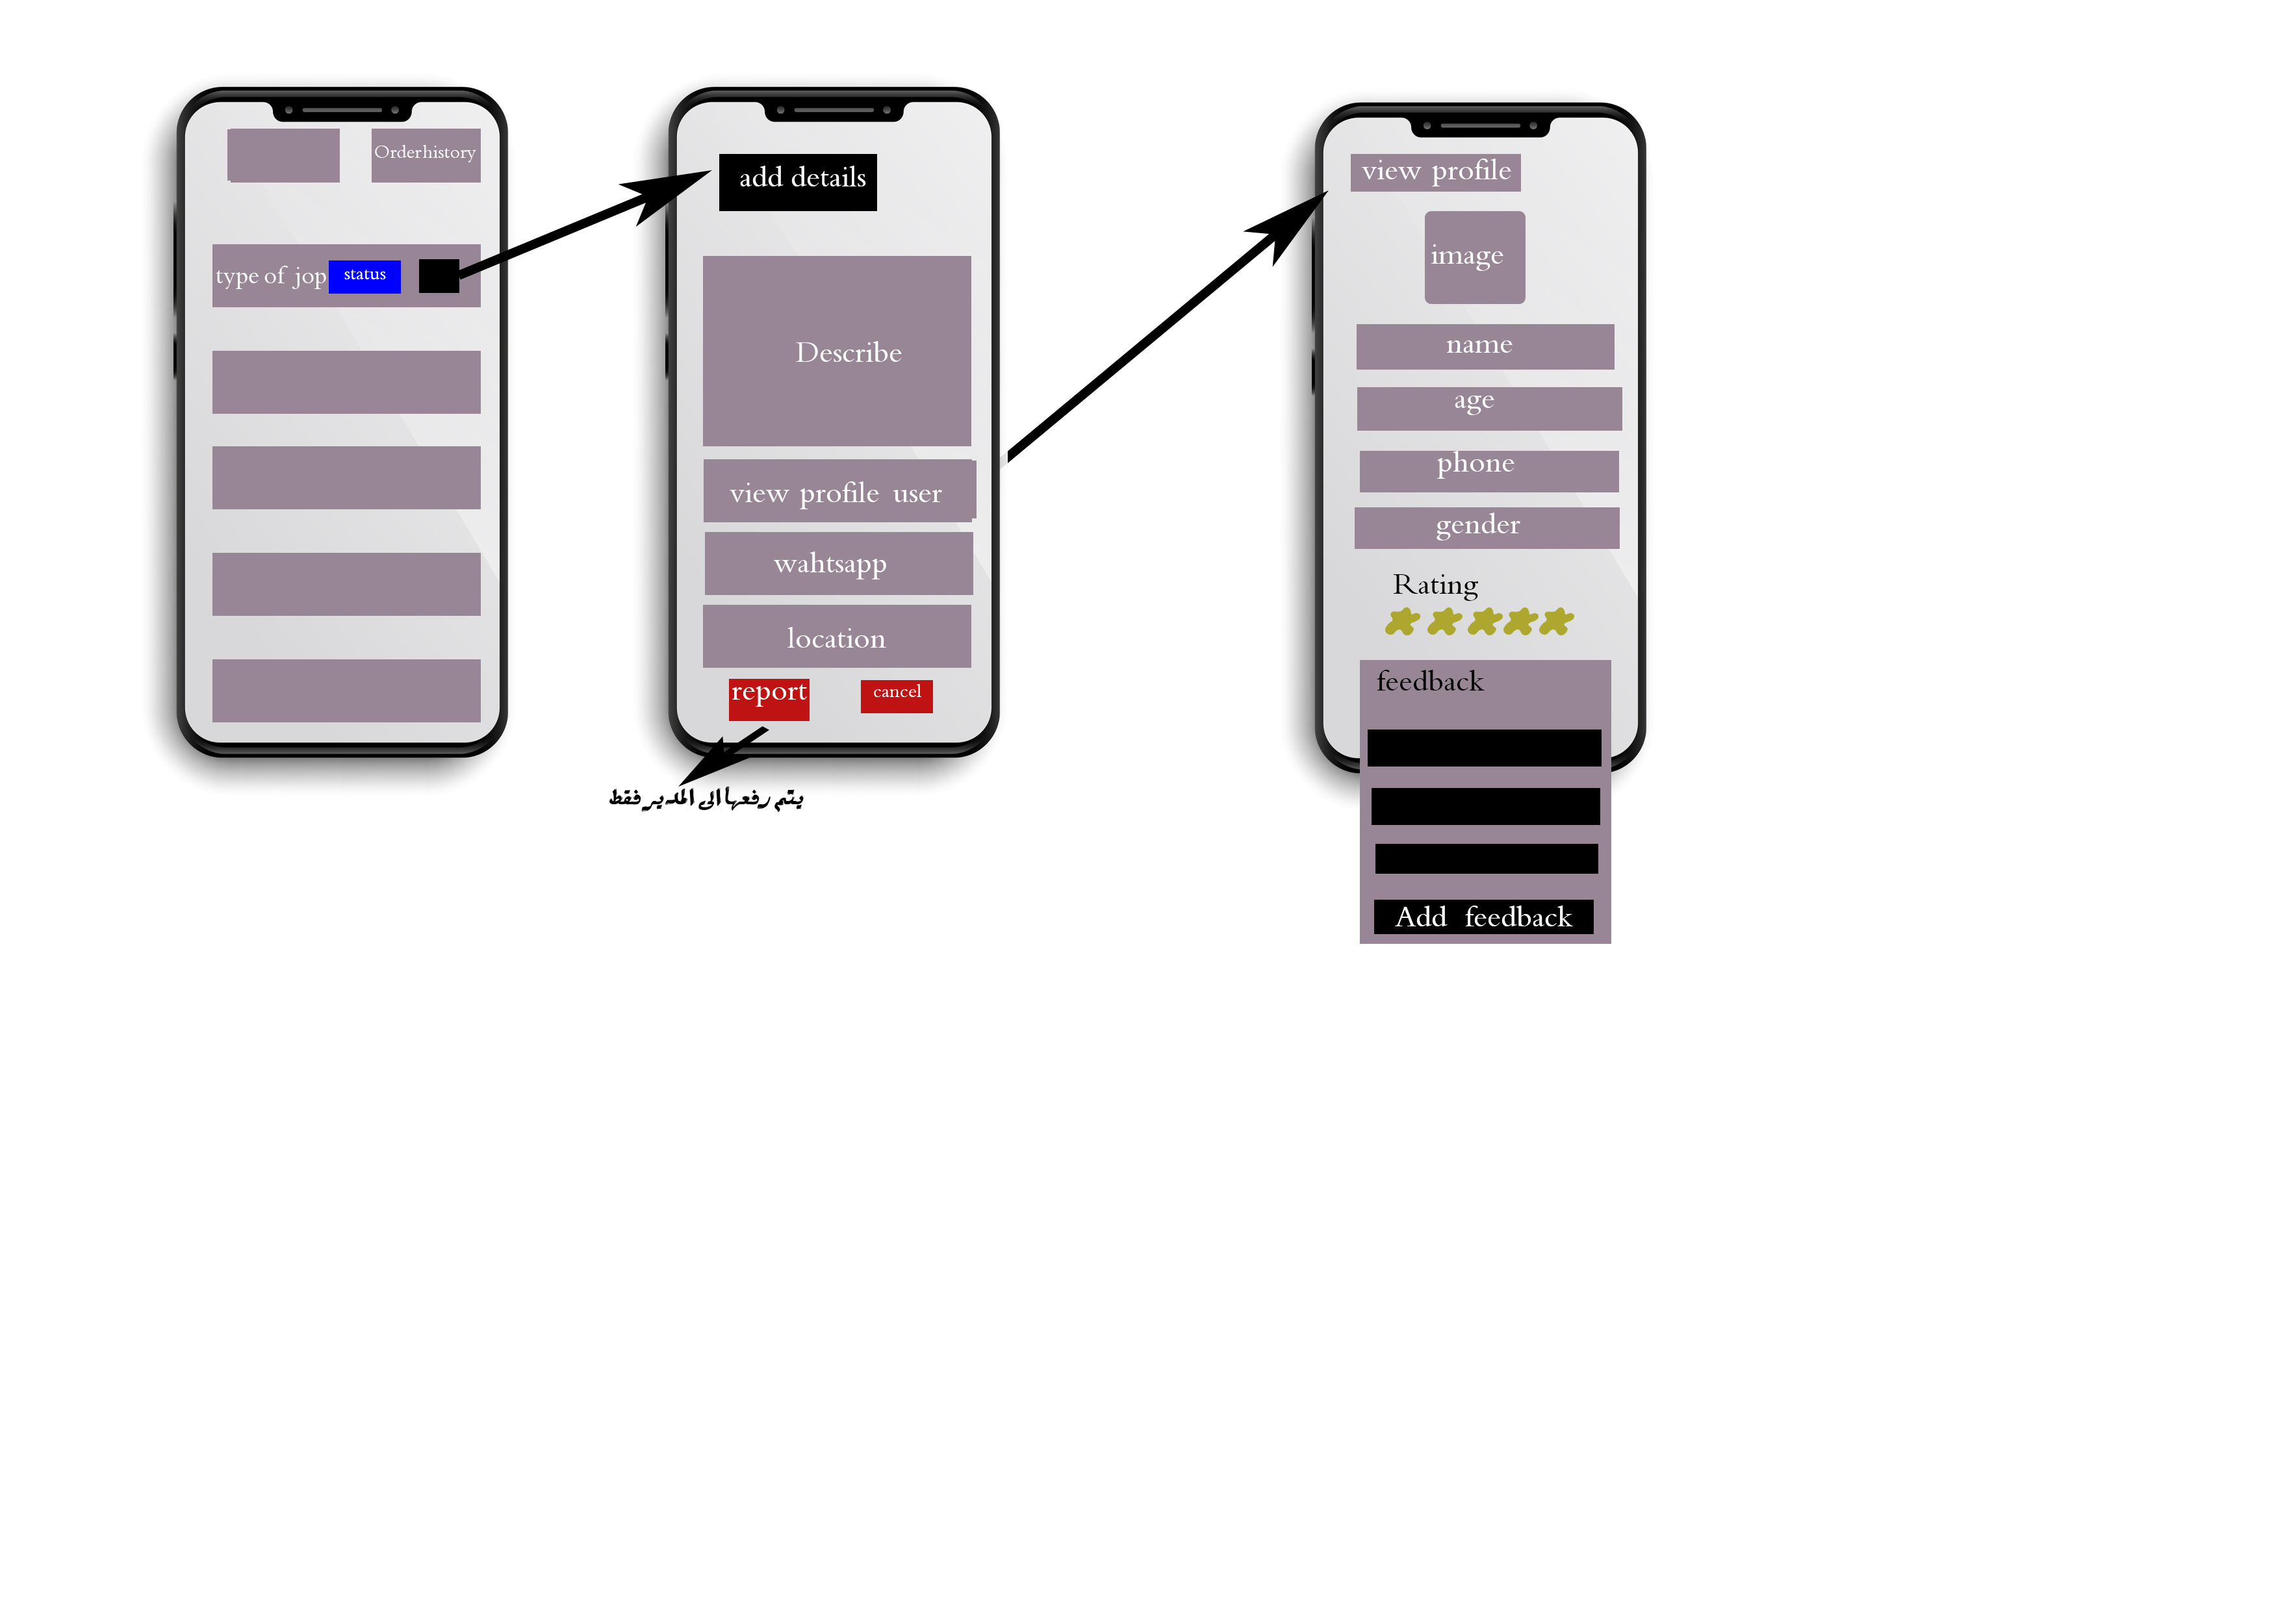 Orderhistory
type of jop
status
add details
Describe
view profile user
wahtsapp
location
report
cancel
يتم رفعها الى المدير فقط
view profile
image
name
age
phone
gender
Rating
feedback
Add feedback